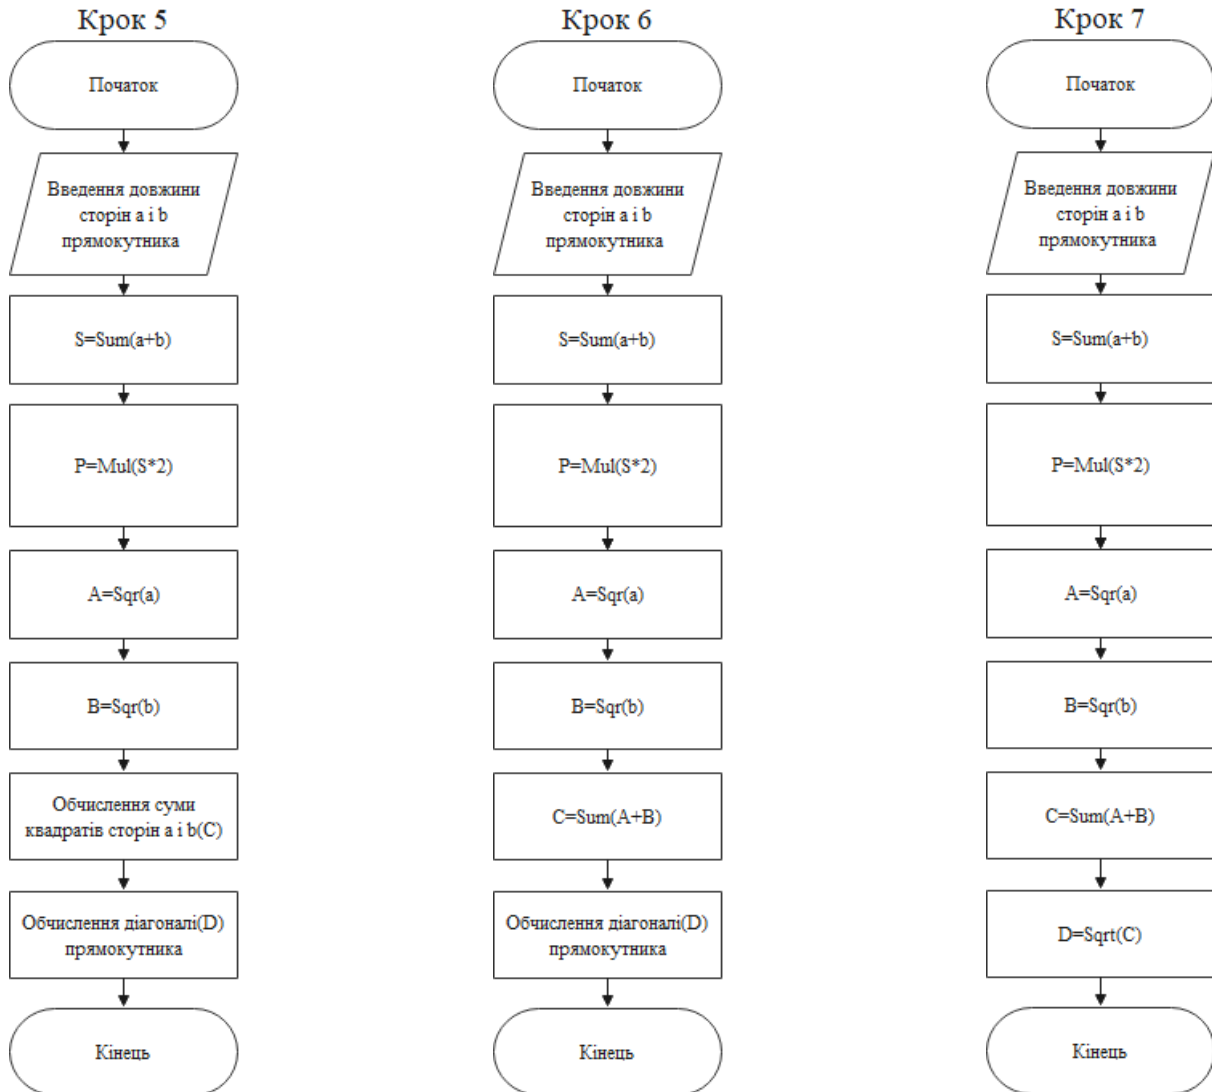 Крок 5
Початок
Введення довжини
сторін a і b
прямокутника
S=Sum(a+b)
P=Mul(S*2)
A=Sqr(a)
B=Sqr(b)
Обчислення суми
квадратів сторін a і b(C)
Обчислення діагоналі(D)
прямокутника
Кінець
Крок 6
Початок
Введення довжини
сторін a і b
прямокутника
S=Sum(a+b)
P=Mul(S*2)
A=Sqr(a)
B=Sqr(b)
C=Sum(A+B)
Обчислення діагоналі(D)
прямокутника
Кінець
Крок 7
Початок
Введення довжини
сторін a і b
прямокутника
S=Sum(a+b)
P=Mul(S*2)
A=Sqr(a)
B=Sqr(b)
C=Sum(A+B)
D=Sqrt(C)
Кінець